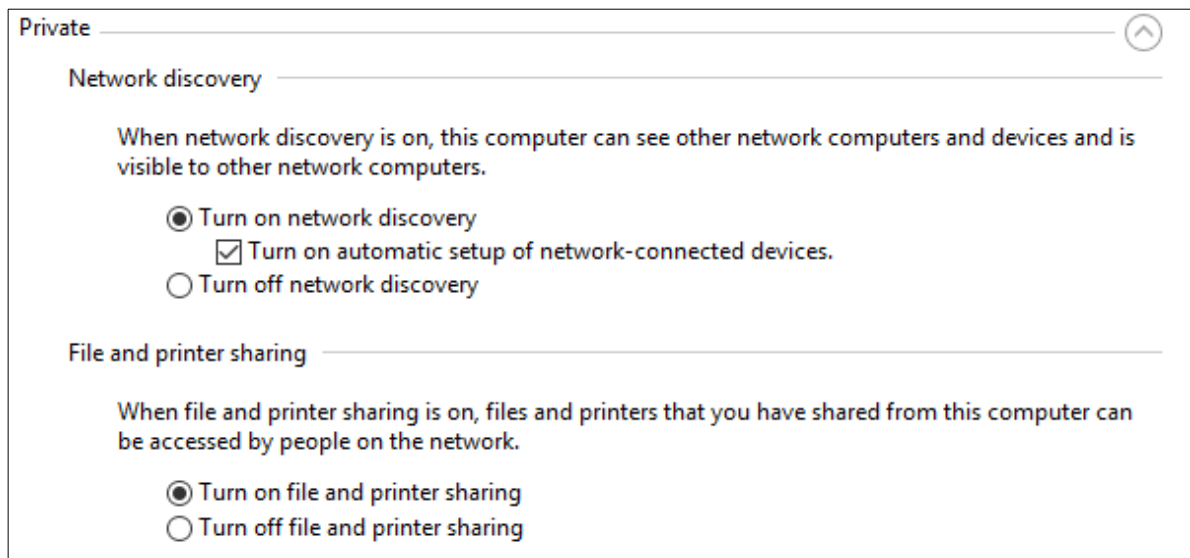 Private
Network discovery
When network discovery is on, this computer can see other network computers and devices and is
visible to other network computers.
Turn on network discovery
Turn on automatic setup of network-connected devices.
Turn off network discovery
File and printer sharing
When file and printer sharing is on, files and printers that you have shared from this computer can
be accessed by people on the network.
Turn on file and printer sharing
Turn off file and printer sharing